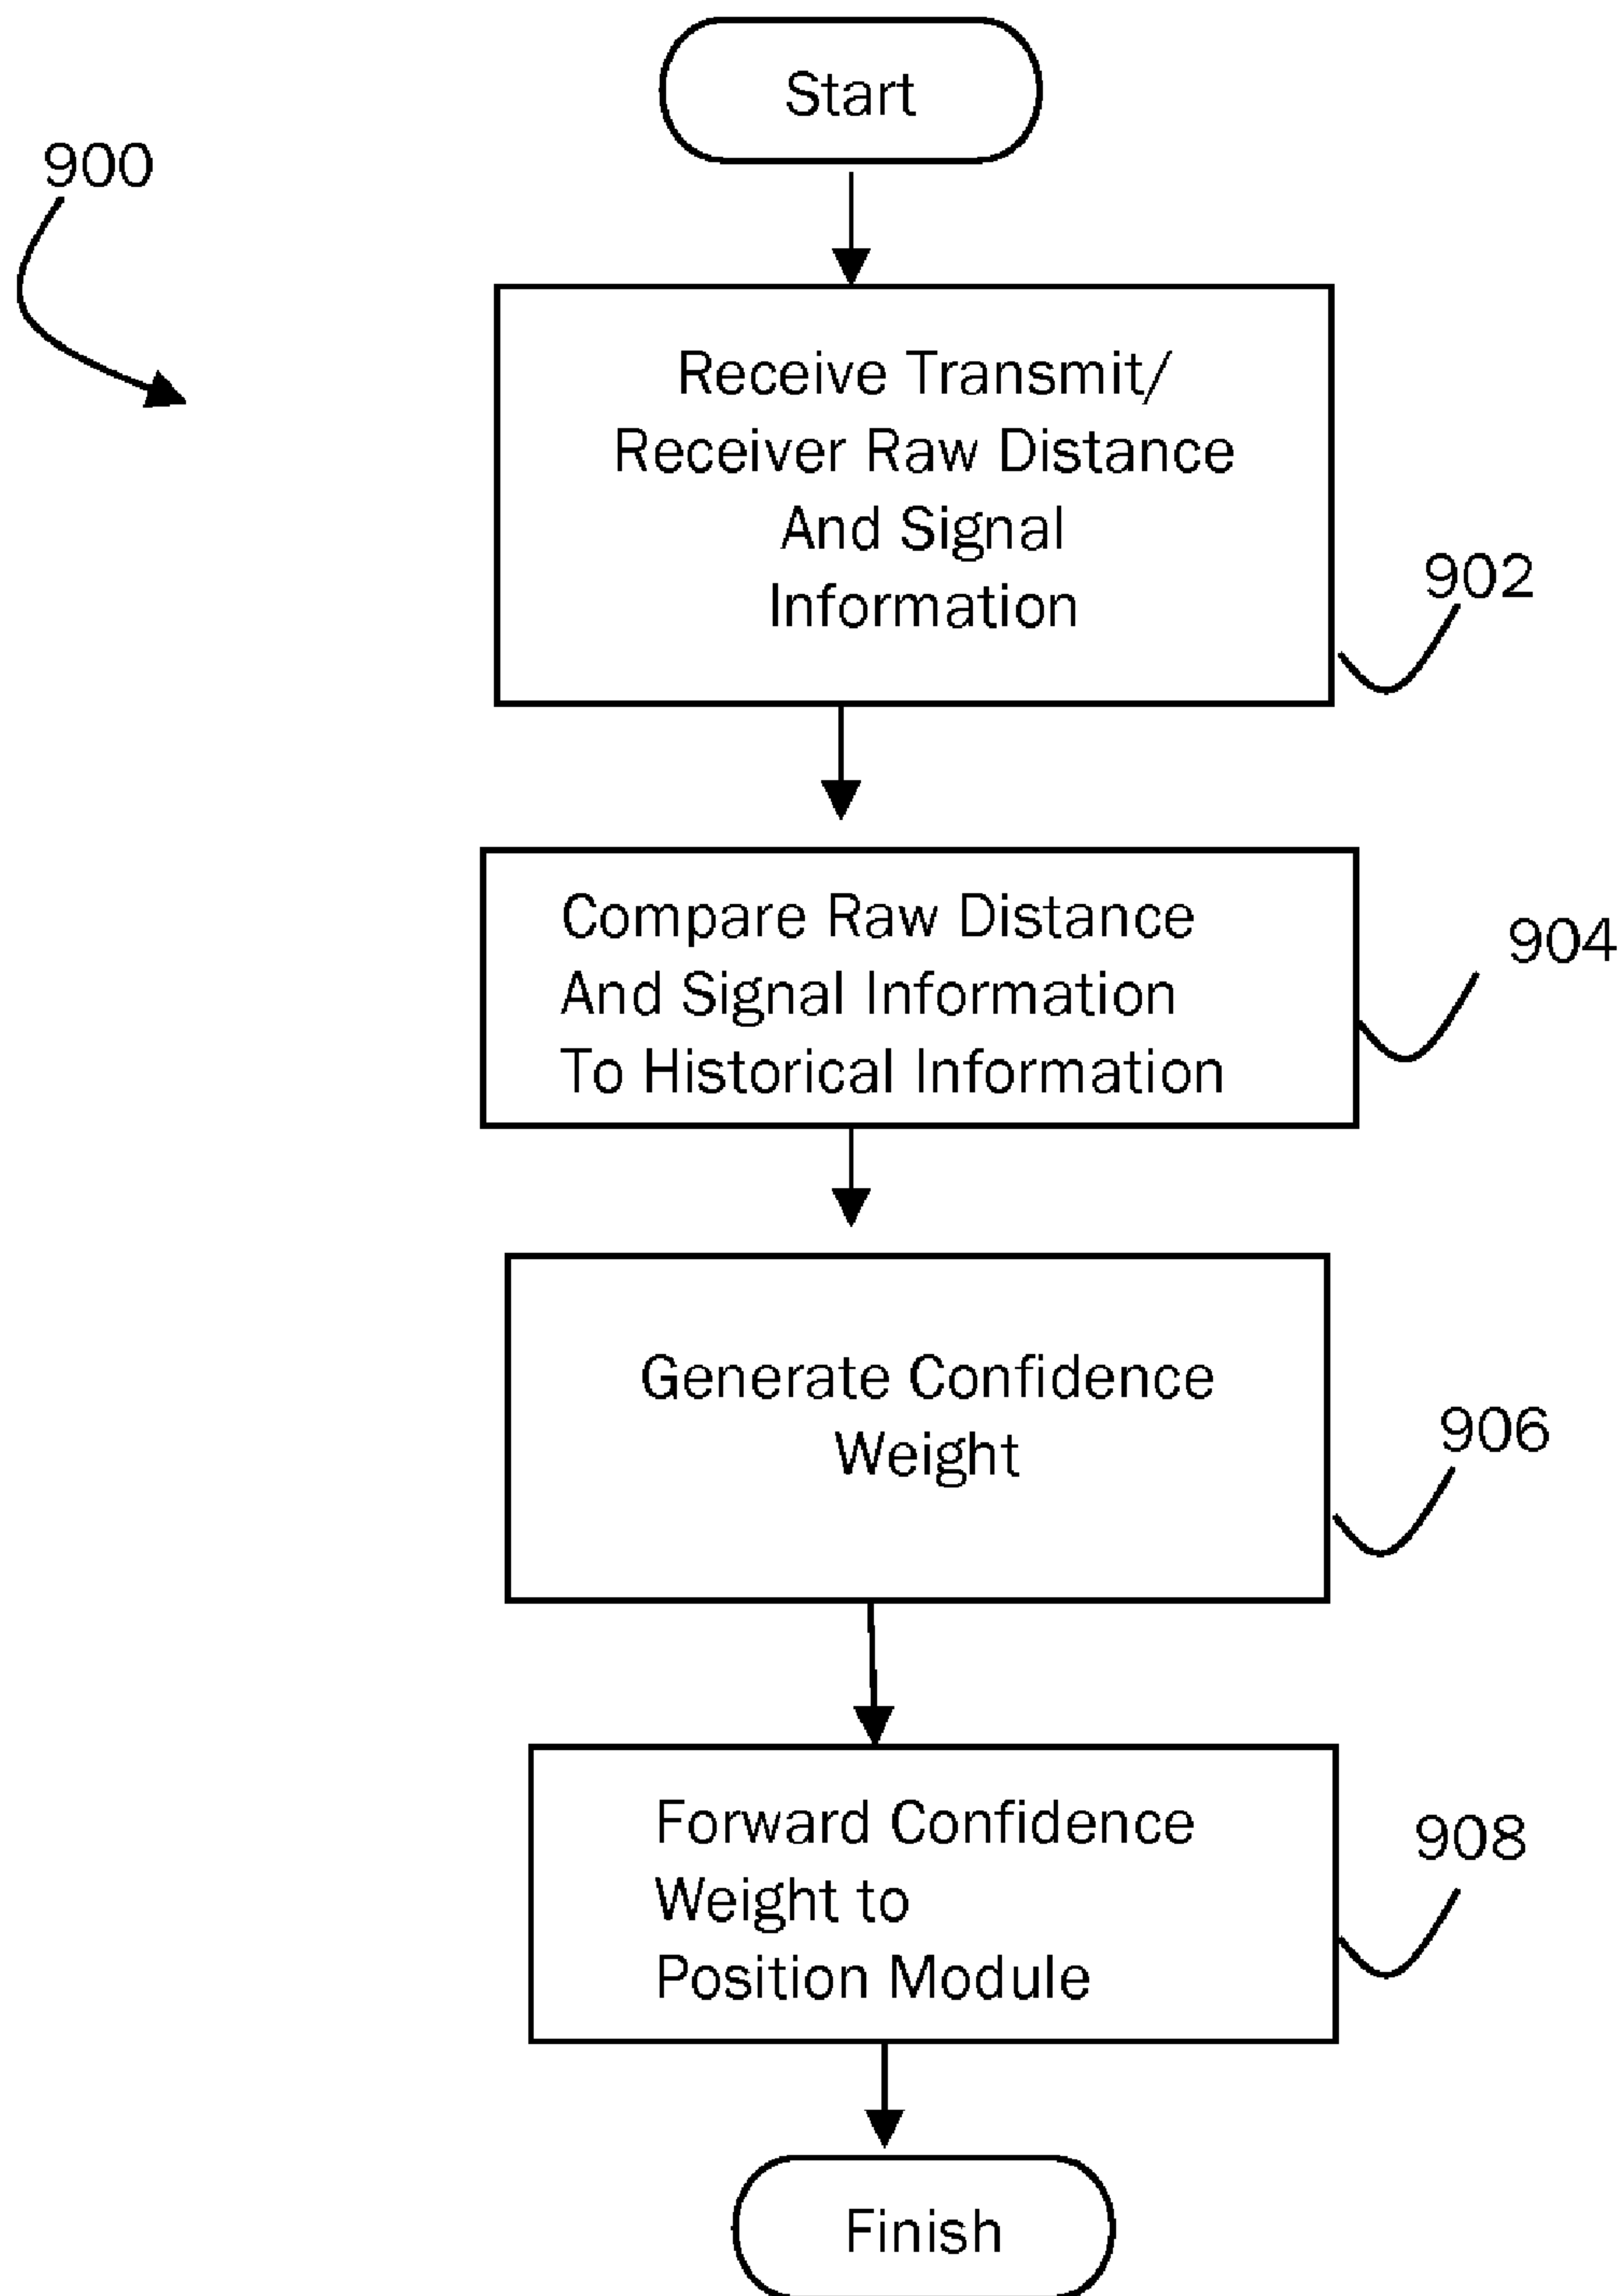 Start
900
Receive Transmit/
Receiver Raw Distance
And Signal
Information
902
Compare Raw Distance
And Signal Information
To Historical Information
904
Generate Confidence
Weight
906
Forward Confidence
Weight to
Position Module
908
Finish